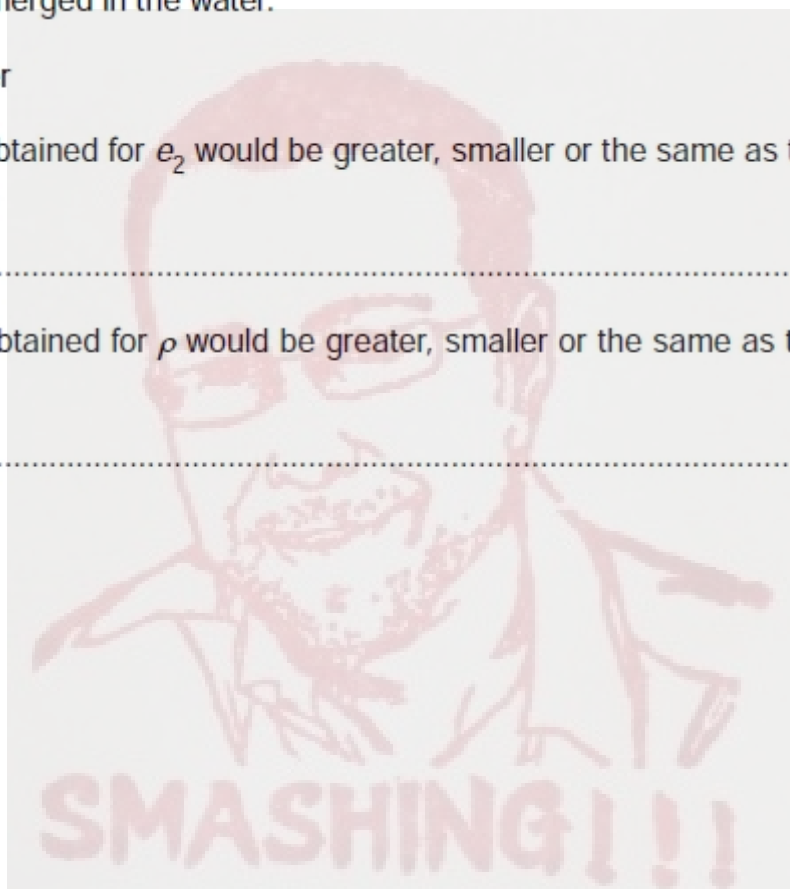 merged in the water.
r
btained for e₂ would be greater, smaller or the same as t
btained for ρ would be greater, smaller or the same as t
SMASHING!!!